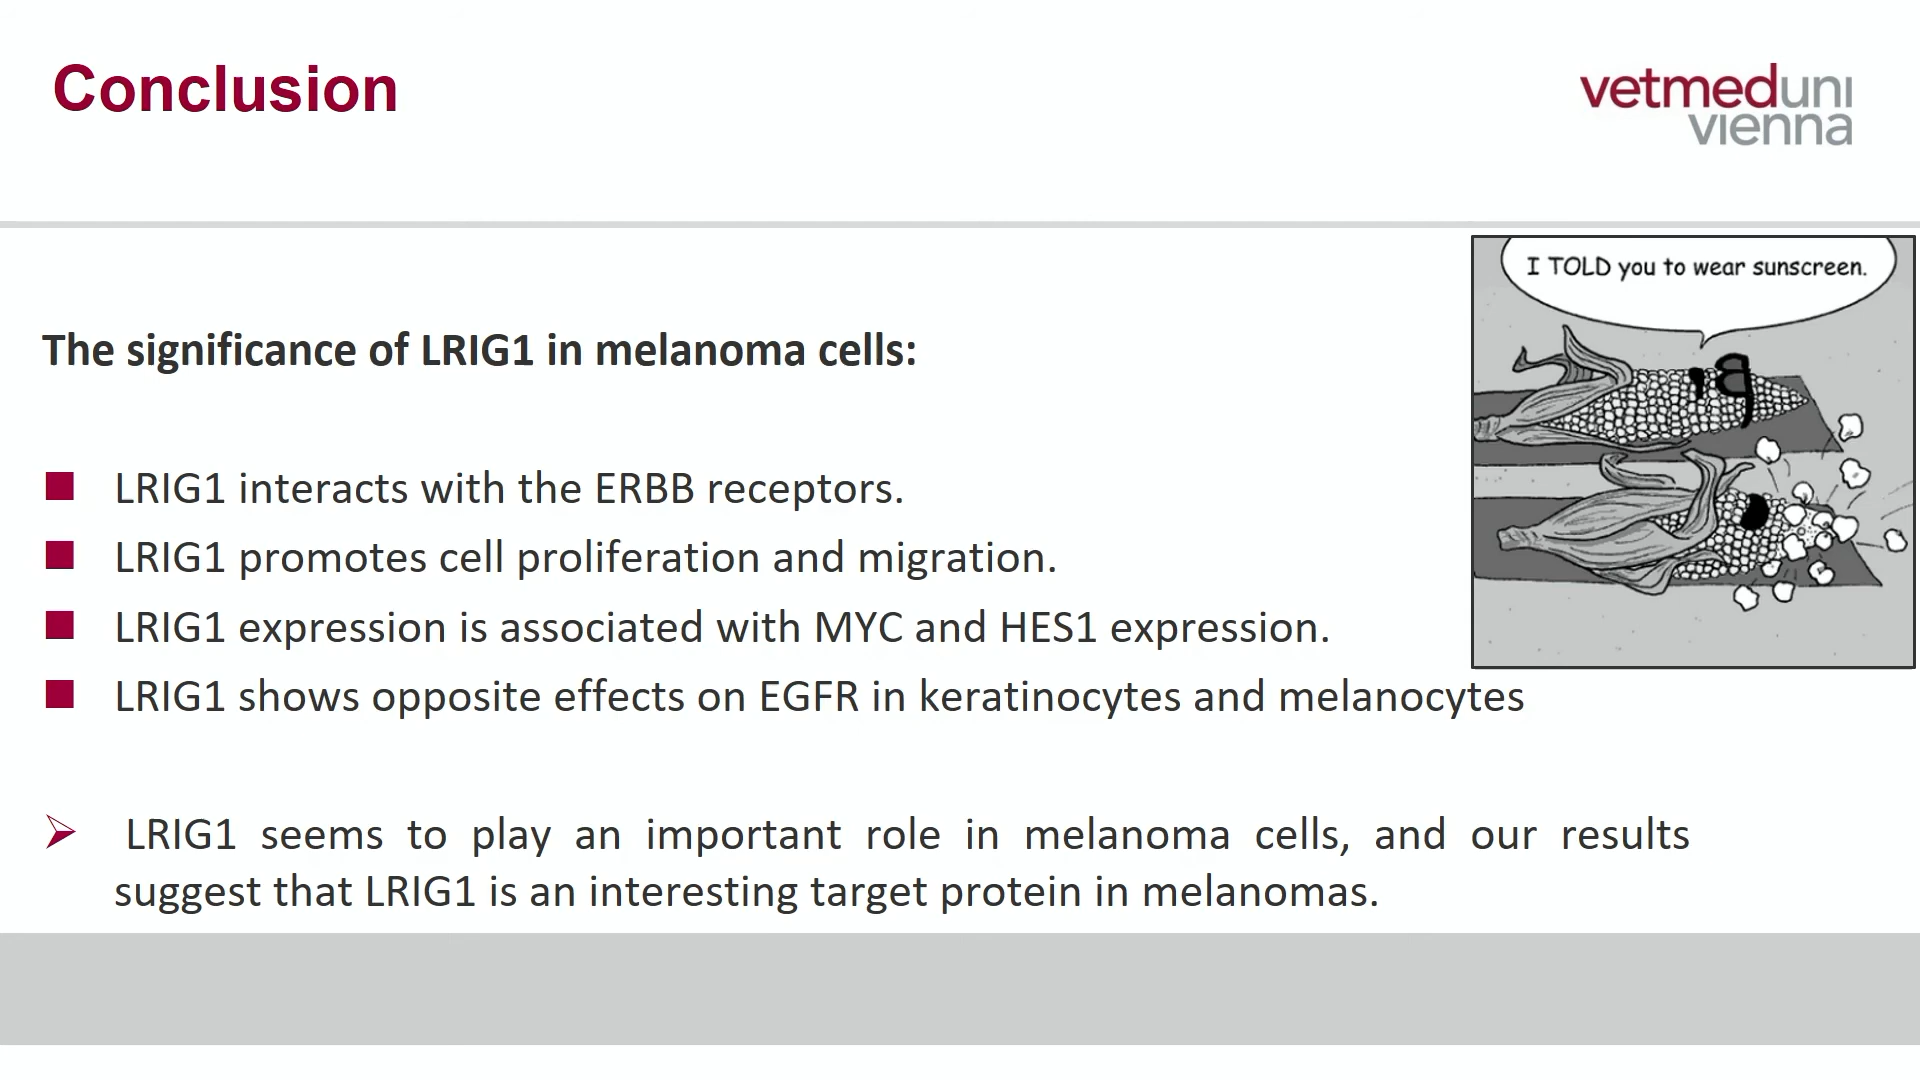 Conclusion
vetmeduni
vienna
I TOLD you to wear sunscreen.
The significance of LRIG1 in melanoma cells:
LRIG1 interacts with the ERBB receptors.
LRIG1 promotes cell proliferation and migration.
LRIG1 expression is associated with MYC and HES1 expression.
LRIG1 shows opposite effects on EGFR in keratinocytes and melanocytes
LRIG1 seems to play an important role in melanoma cells, and our results
suggest that LRIG1 is an interesting target protein in melanomas.